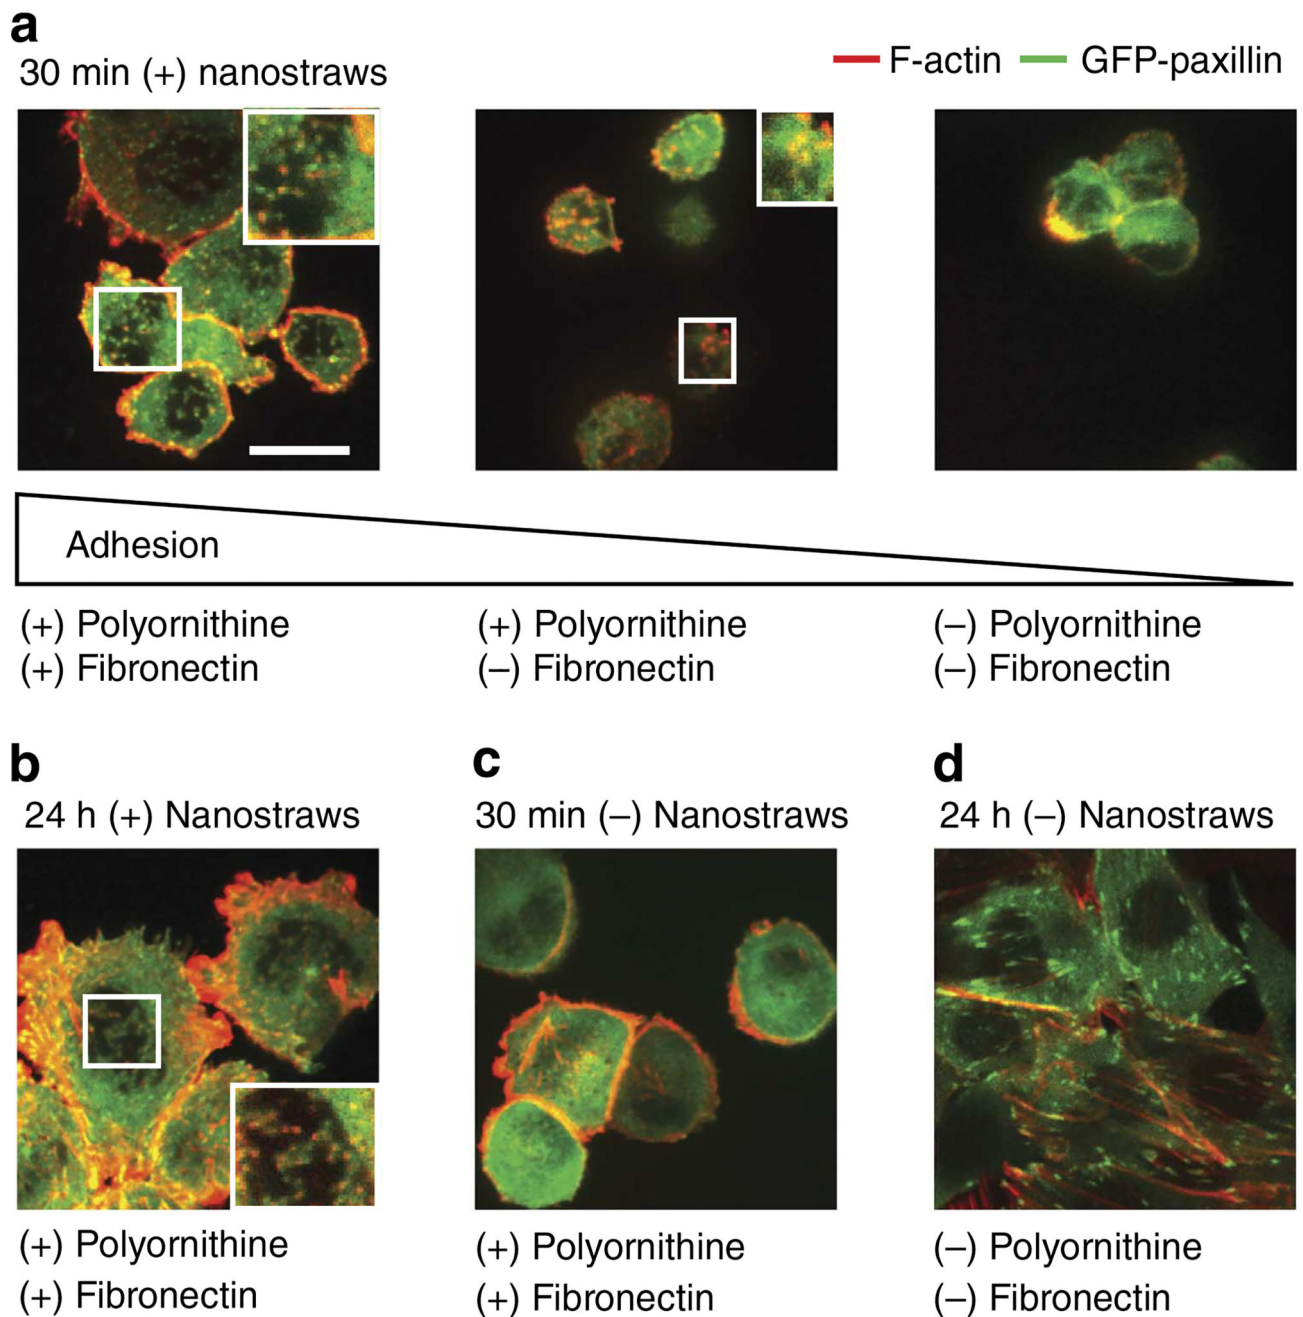 a
30 min (+) nanostraws
F-actin GFP-paxillin
Adhesion
(+) Polyornithine
(+) Fibronectin
(+) Polyornithine
(–) Fibronectin
(–) Polyornithine
(–) Fibronectin
b
24 h (+) Nanostraws
(+) Polyornithine
(+) Fibronectin
c
30 min (–) Nanostraws
(+) Polyornithine
(+) Fibronectin
d
24 h (–) Nanostraws
(–) Polyornithine
(–) Fibronectin